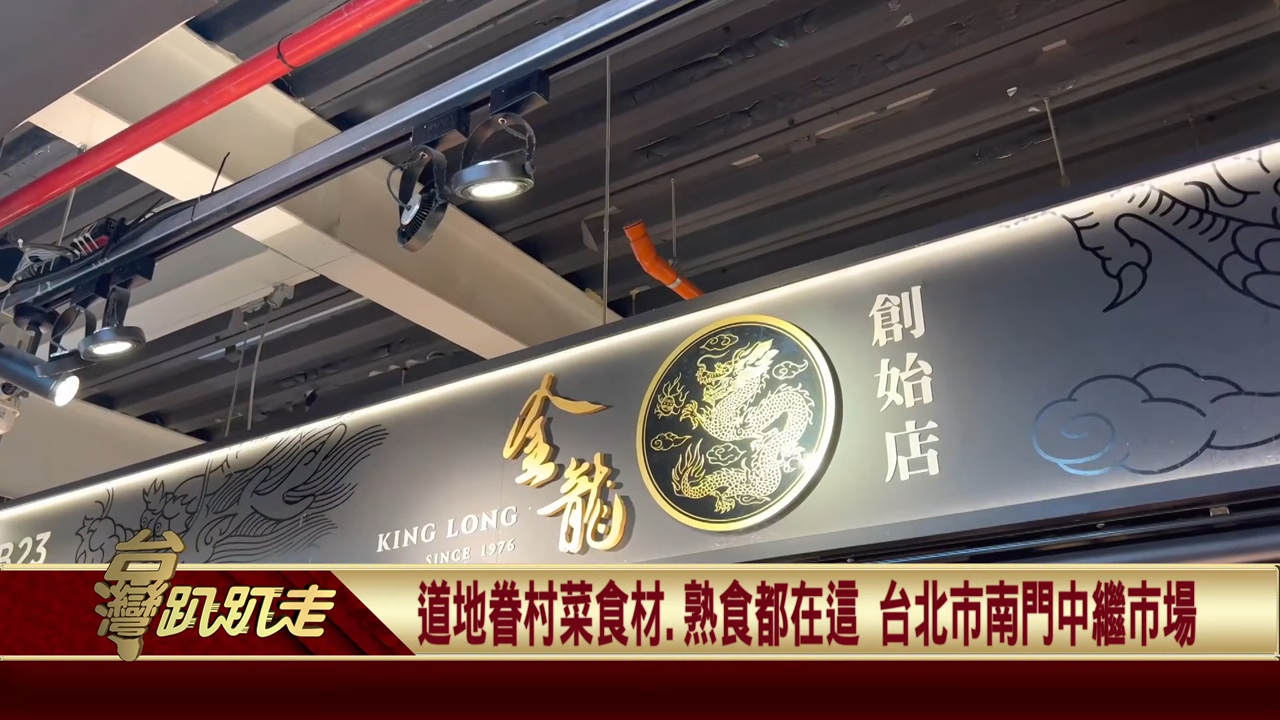 創始店
金龍
KING LONG
SINCE 1976
B23
台灣趴趴走
道地眷村菜食材.熟食都在這 台北市南門中繼市場